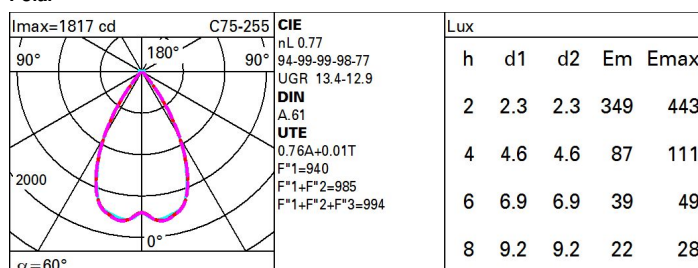 Imax=1817 cd C75-255
90° 180° 90°
2000
0°
α=60°
CIE
nL 0.77
94-99-99-98-77
UGR 13.4-12.9
DIN
A.61
UTE
0.76A+0.01T
F"1=940
F"1+F"2=985
F"1+F"2+F"3=994
Lux
h d1 d2 Em Emax
2 2.3 2.3 349 443
4 4.6 4.6 87 111
6 6.9 6.9 39 49
8 9.2 9.2 22 28